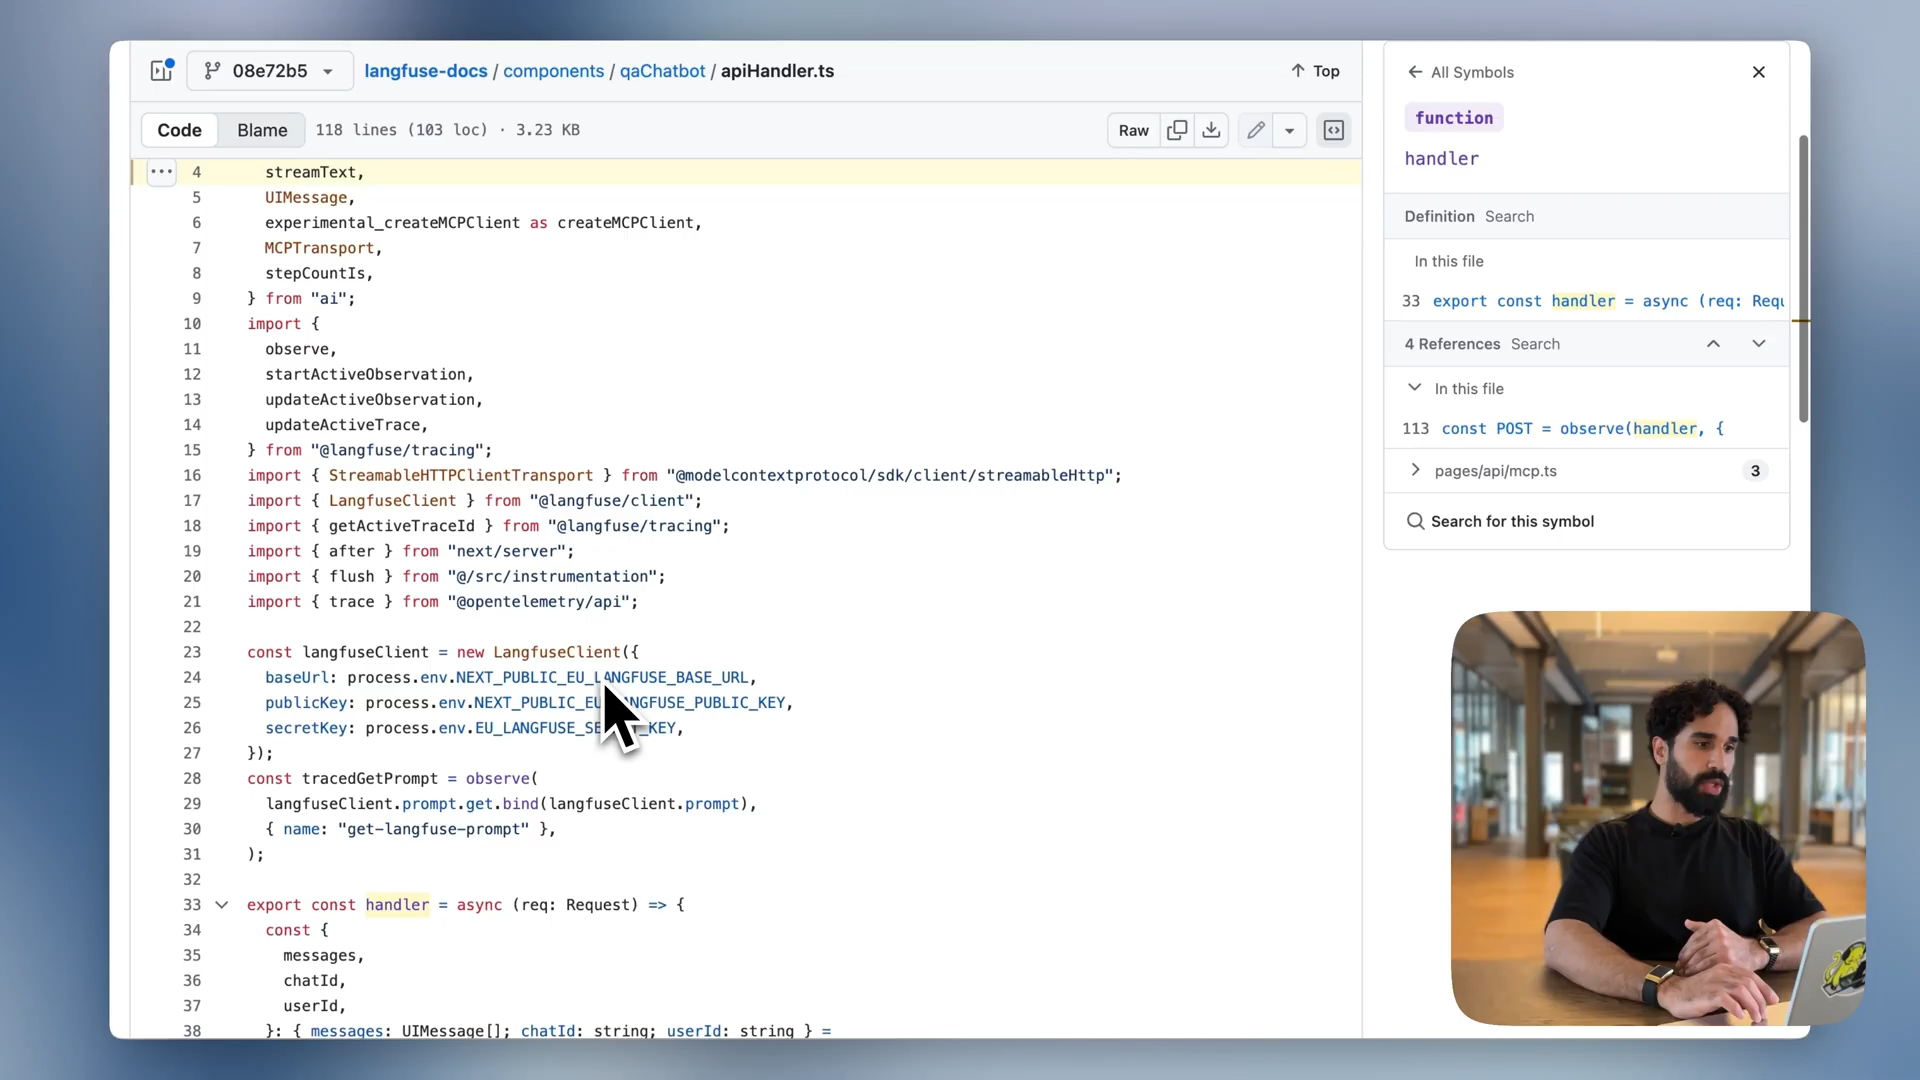 08e72b5 langfuse-docs / components / qaChatbot / apiHandler.ts Top
Code Blame 118 lines (103 loc) · 3.23 KB Raw
4 streamText,
5 UIMessage,
6 experimental_createMCPClient as createMCPClient,
7 MCPTransport,
8 stepCountIs,
9 } from "ai";
10 import {
11 observe,
12 startActiveObservation,
13 updateActiveObservation,
14 updateActiveTrace,
15 } from "@langfuse/tracing";
16 import { StreamableHTTPClientTransport } from "@modelcontextprotocol/sdk/client/streamableHttp";
17 import { LangfuseClient } from "@langfuse/client";
18 import { getActiveTraceId } from "@langfuse/tracing";
19 import { after } from "next/server";
20 import { flush } from "@/src/instrumentation";
21 import { trace } from "@opentelemetry/api";
22
23 const langfuseClient = new LangfuseClient({
24 baseUrl: process.env.NEXT_PUBLIC_EU_LANGFUSE_BASE_URL,
25 publicKey: process.env.NEXT_PUBLIC_EU_LANGFUSE_PUBLIC_KEY,
26 secretKey: process.env.EU_LANGFUSE_SECRET_KEY,
27 });
28 const tracedGetPrompt = observe(
29 langfuseClient.prompt.get.bind(langfuseClient.prompt),
30 { name: "get-langfuse-prompt" },
31 );
32
33 export const handler = async (req: Request) => {
34 const {
35 messages,
36 chatId,
37 userId,
38 }: { messages: UIMessage[]; chatId: string; userId: string } =
All Symbols
function
handler
Definition Search
In this file
33 export const handler = async (req: Requ
4 References Search
In this file
113 const POST = observe(handler, {
pages/api/mcp.ts 3
Search for this symbol